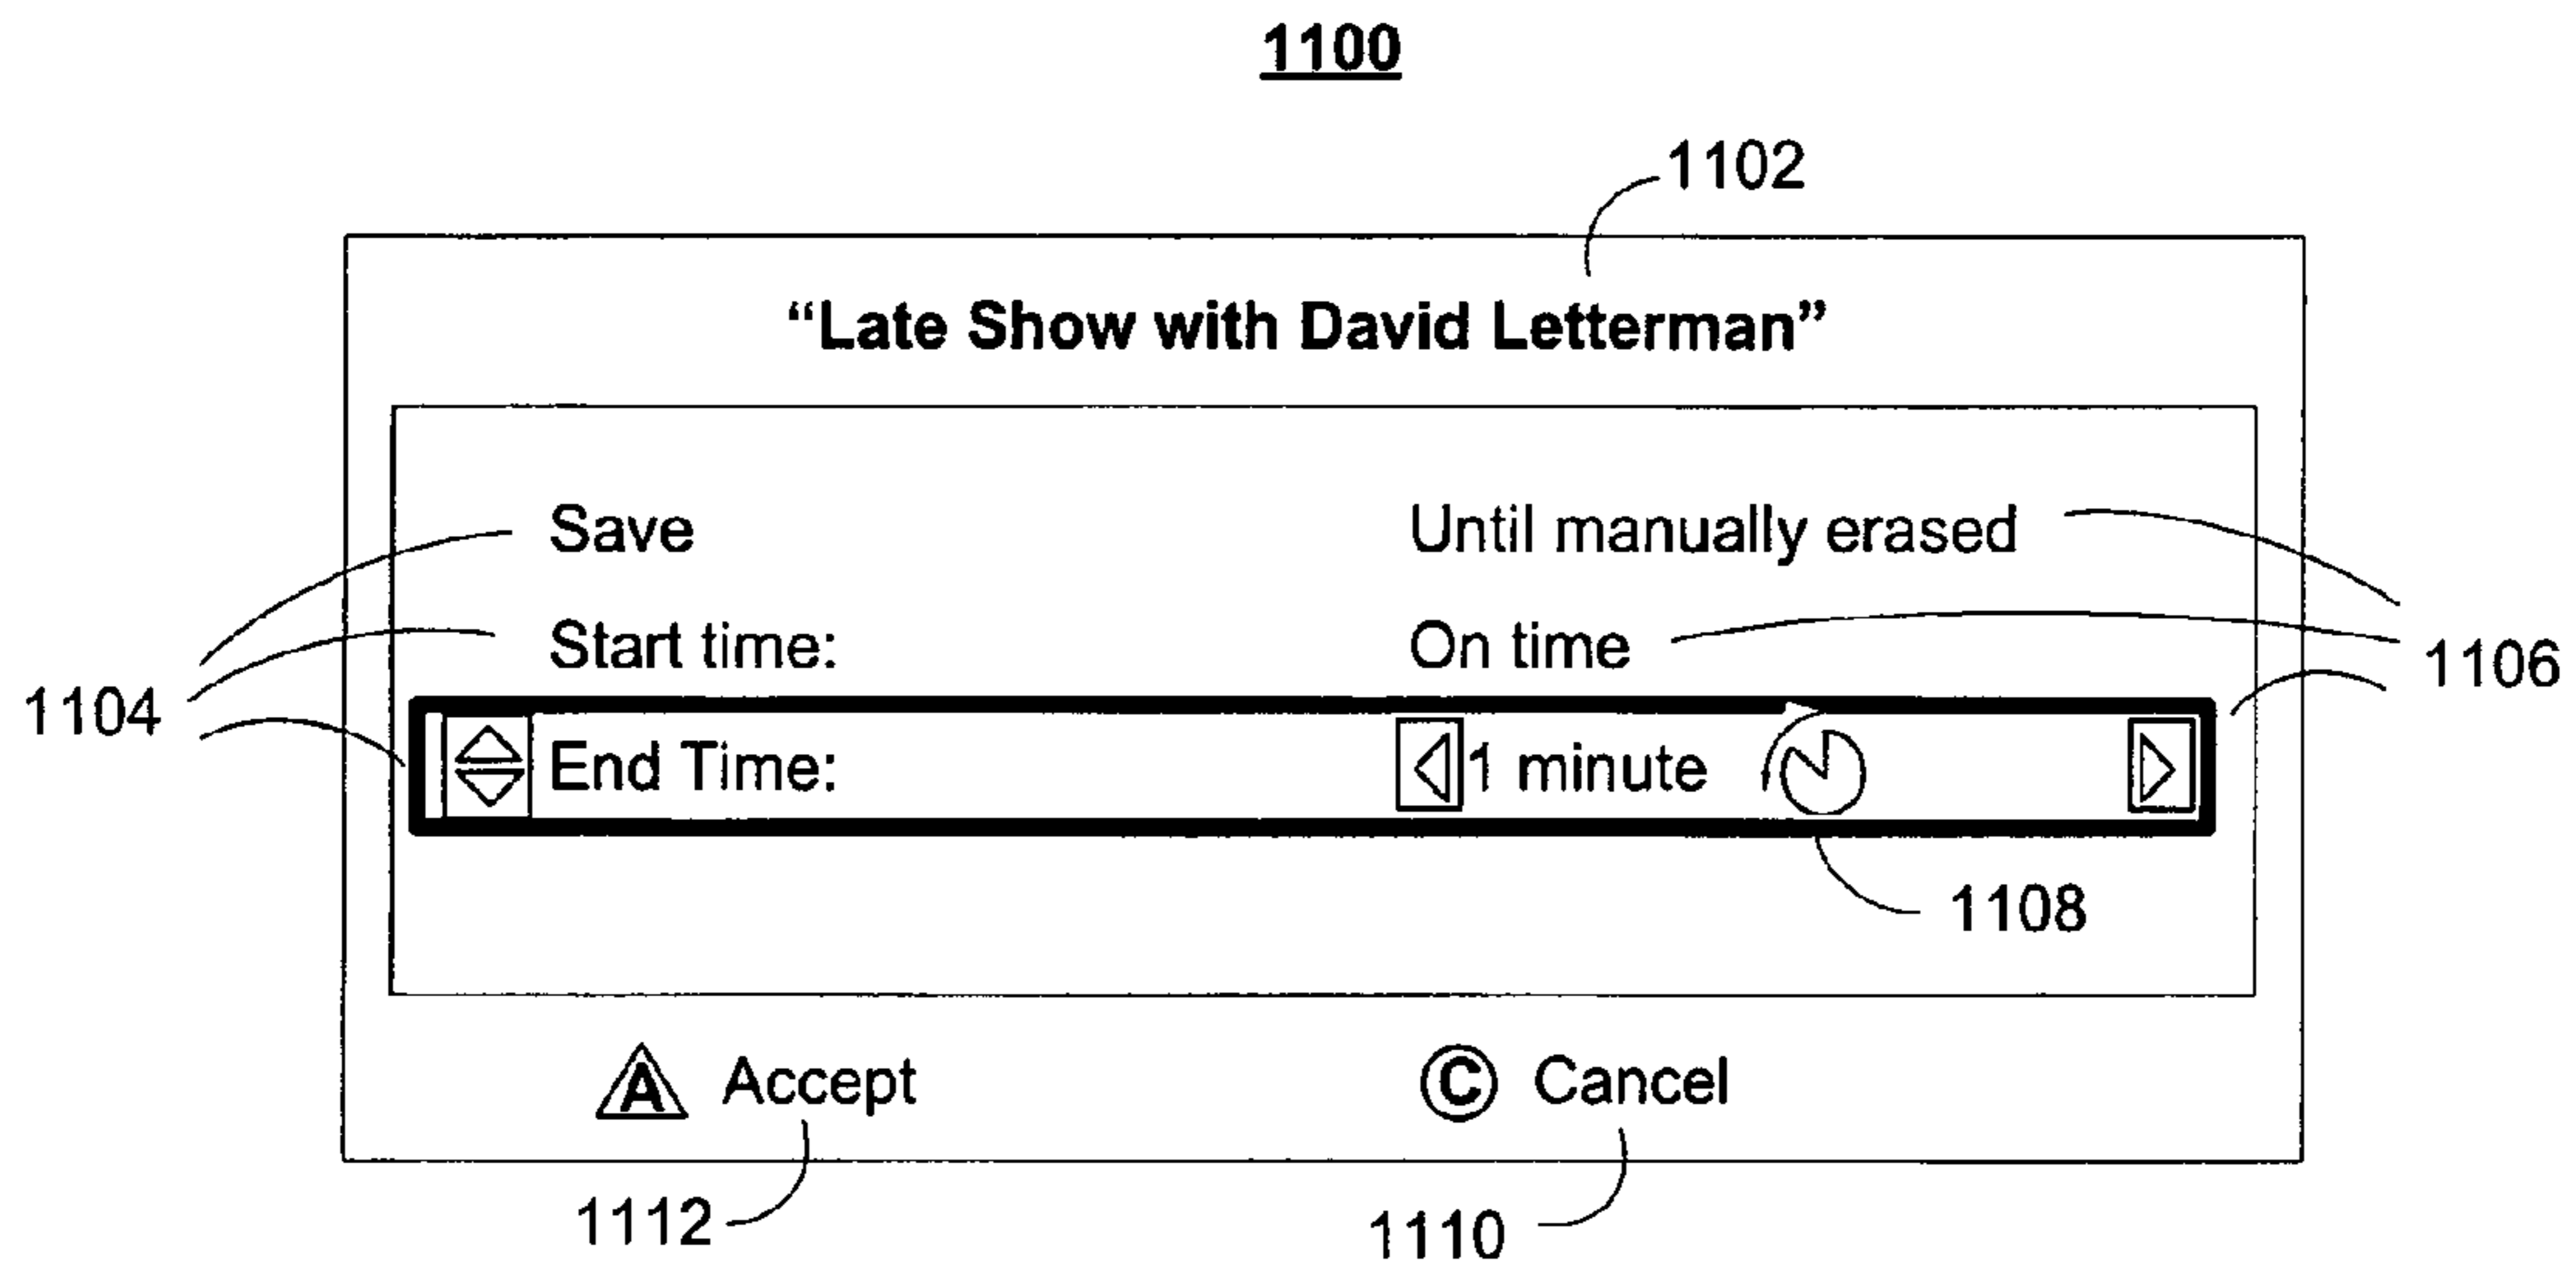 1100
1102
“Late Show with David Letterman”
Save Until manually erased
Start time: On time
1104 1106
End Time: 1 minute
1108
A Accept C Cancel
1112 1110